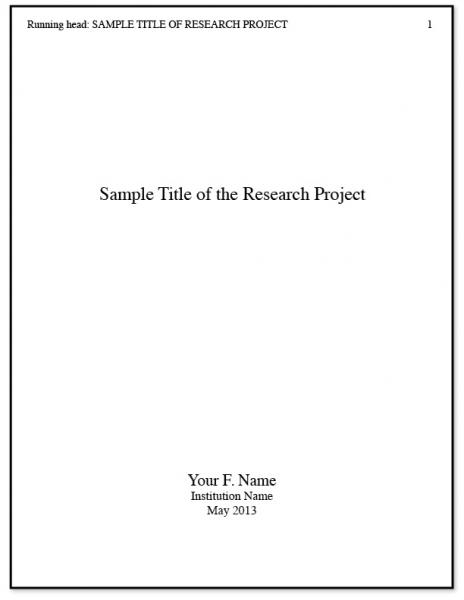 Running head: SAMPLE TITLE OF RESEARCH PROJECT 1
Sample Title of the Research Project
Your F. Name
Institution Name
May 2013